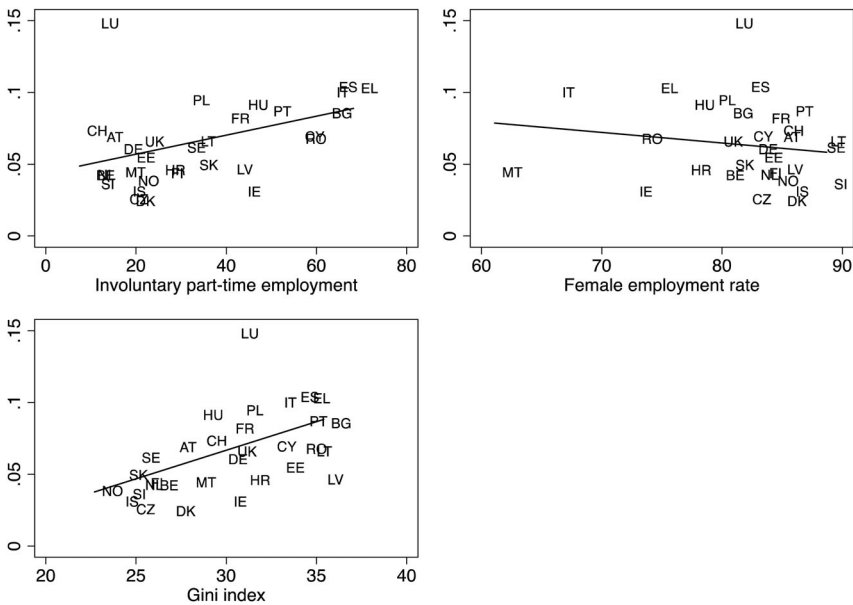 .15
.1
.05
0
LU
ES
EL
IT
PL
HU
PT
BG
FR
CH
AT
UK
LT
CY
RO
DE
SE
EE
SK
MT
HR
FI
LV
BE
NL
SI
NO
IS
IE
CZ
DK
0 20 40 60 80
Involuntary part-time employment
.15
.1
.05
0
LU
IT
EL
ES
PL
HU
BG
PT
FR
CH
RO
UK
CY
AT
LT
DE
SE
EE
SK
MT
HR
BE
NL
FI
LV
NO
SI
IE
IS
CZ
DK
60 70 80 90
Female employment rate
.15
.1
.05
0
LU
ES
EL
IT
PL
HU
PT
BG
FR
CH
AT
CY
UK
RO
LT
SE
DE
EE
SK
NL
FI
BE
MT
HR
LV
NO
SI
IS
IE
CZ
DK
20 25 30 35 40
Gini index